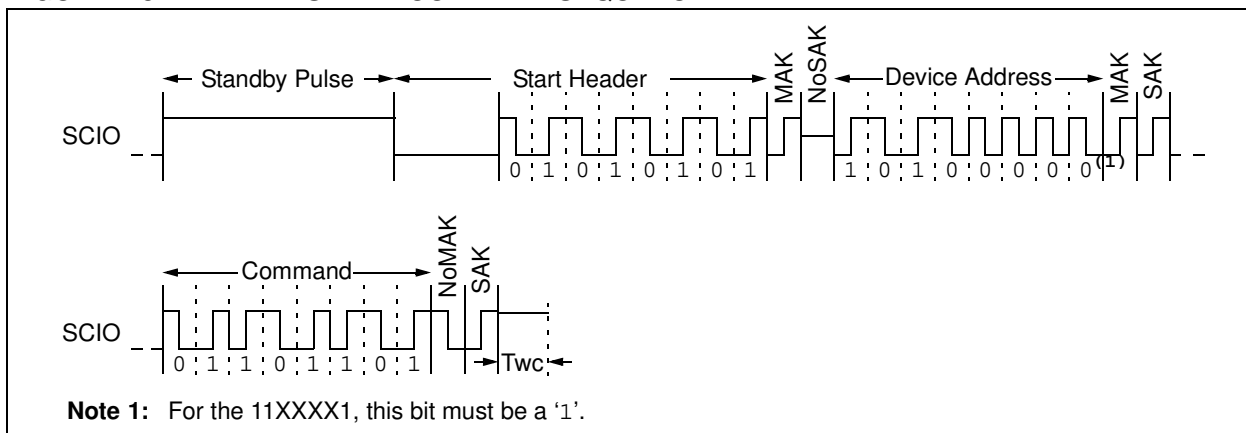 Standby Pulse
Start Header
MAK
NoSAK
Device Address
MAK
SAK
SCIO
0 1 0 1 0 1 0 1
1 0 1 0 0 0 0 0(1)
Command
NoMAK
SAK
SCIO
0 1 1 0 1 1 0 1
Twc
Note 1: For the 11XXXX1, this bit must be a ‘1’.